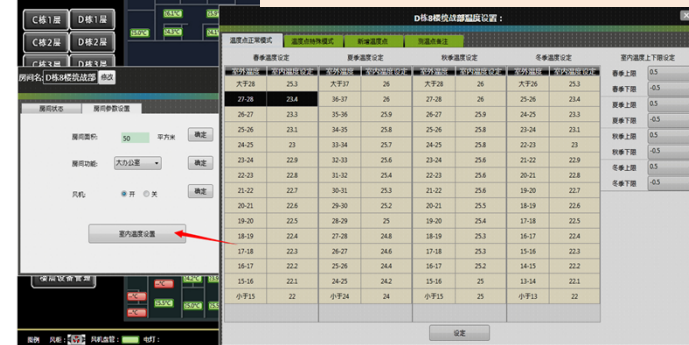 C栋1层 D栋1层
C栋2层 D栋2层
C栋3层 D栋3层
房间名: D栋8楼统战部 修改
房间状态 房间参数设置
房间面积: 50 平方米 确定
房间功能: 大办公室 确定
风机: 开 关 确定
室内温度设置
楼层设备管理
图例 风柜: 风机盘管: 电灯:
D栋8楼统战部温度设置:
温度点正常模式 温度点特殊模式 新增温度点
春季温度设定 夏季温度设定 秋季温度设定 冬季温度设定 室内温度上下限设定
室外温度 室内温度设定 室外温度 室内温度设定 室外温度 室内温度设定 室外温度 室内温度设定
大于28 25.3 大于37 26 大于28 26 大于26 25.3
27-28 23.4 36-37 26 27-28 26 25-26 23.4
26-27 23.3 35-36 25.9 26-27 25.9 24-25 23.3
25-26 23.1 34-35 25.8 25-26 25.8 23-24 23.1
24-25 23 33-34 25.7 24-25 25.8 22-23 23
23-24 22.9 32-33 25.6 23-24 25.6 21-22 22.9
22-23 22.8 31-32 25.4 22-23 25.6 20-21 22.8
21-22 22.7 30-31 25.3 21-22 25.6 19-20 22.7
20-21 22.6 29-30 25.2 20-21 25.5 18-19 22.6
19-20 22.5 28-29 25 19-20 25.4 17-18 22.5
18-19 22.4 27-28 24.8 18-19 25.3 16-17 22.4
17-18 22.3 26-27 24.6 17-18 25.3 15-16 22.3
16-17 22.2 25-26 24.4 16-17 25.2 14-15 22.2
15-16 22.1 24-25 24.2 15-16 25 13-14 22.1
小于15 22 小于24 24 小于15 25 小于13 22
春季上限 0.5
春季下限 -0.5
夏季上限 0.5
夏季下限 -0.5
秋季上限 0.5
秋季下限 -0.5
冬季上限 0.5
冬季下限 -0.5
设定